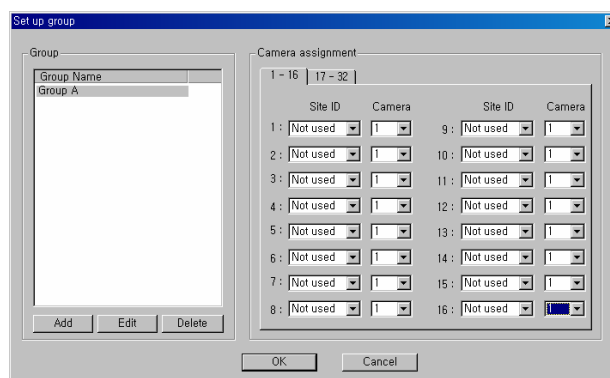 Set up group
Group
Group Name
Group A
Add Edit Delete
Camera assignment
1 - 16 17 - 32
Site ID Camera Site ID Camera
1 : Not used 1 9 : Not used 1
2 : Not used 1 10 : Not used 1
3 : Not used 1 11 : Not used 1
4 : Not used 1 12 : Not used 1
5 : Not used 1 13 : Not used 1
6 : Not used 1 14 : Not used 1
7 : Not used 1 15 : Not used 1
8 : Not used 1 16 : Not used 1
OK Cancel